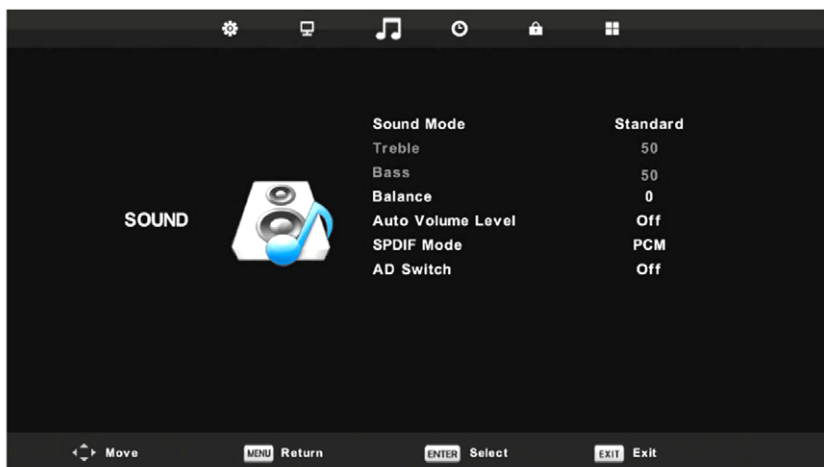 Sound Mode Standard
Treble 50
Bass 50
Balance 0
SOUND
Auto Volume Level Off
SPDIF Mode PCM
AD Switch Off
Move MENU Return ENTER Select EXIT Exit